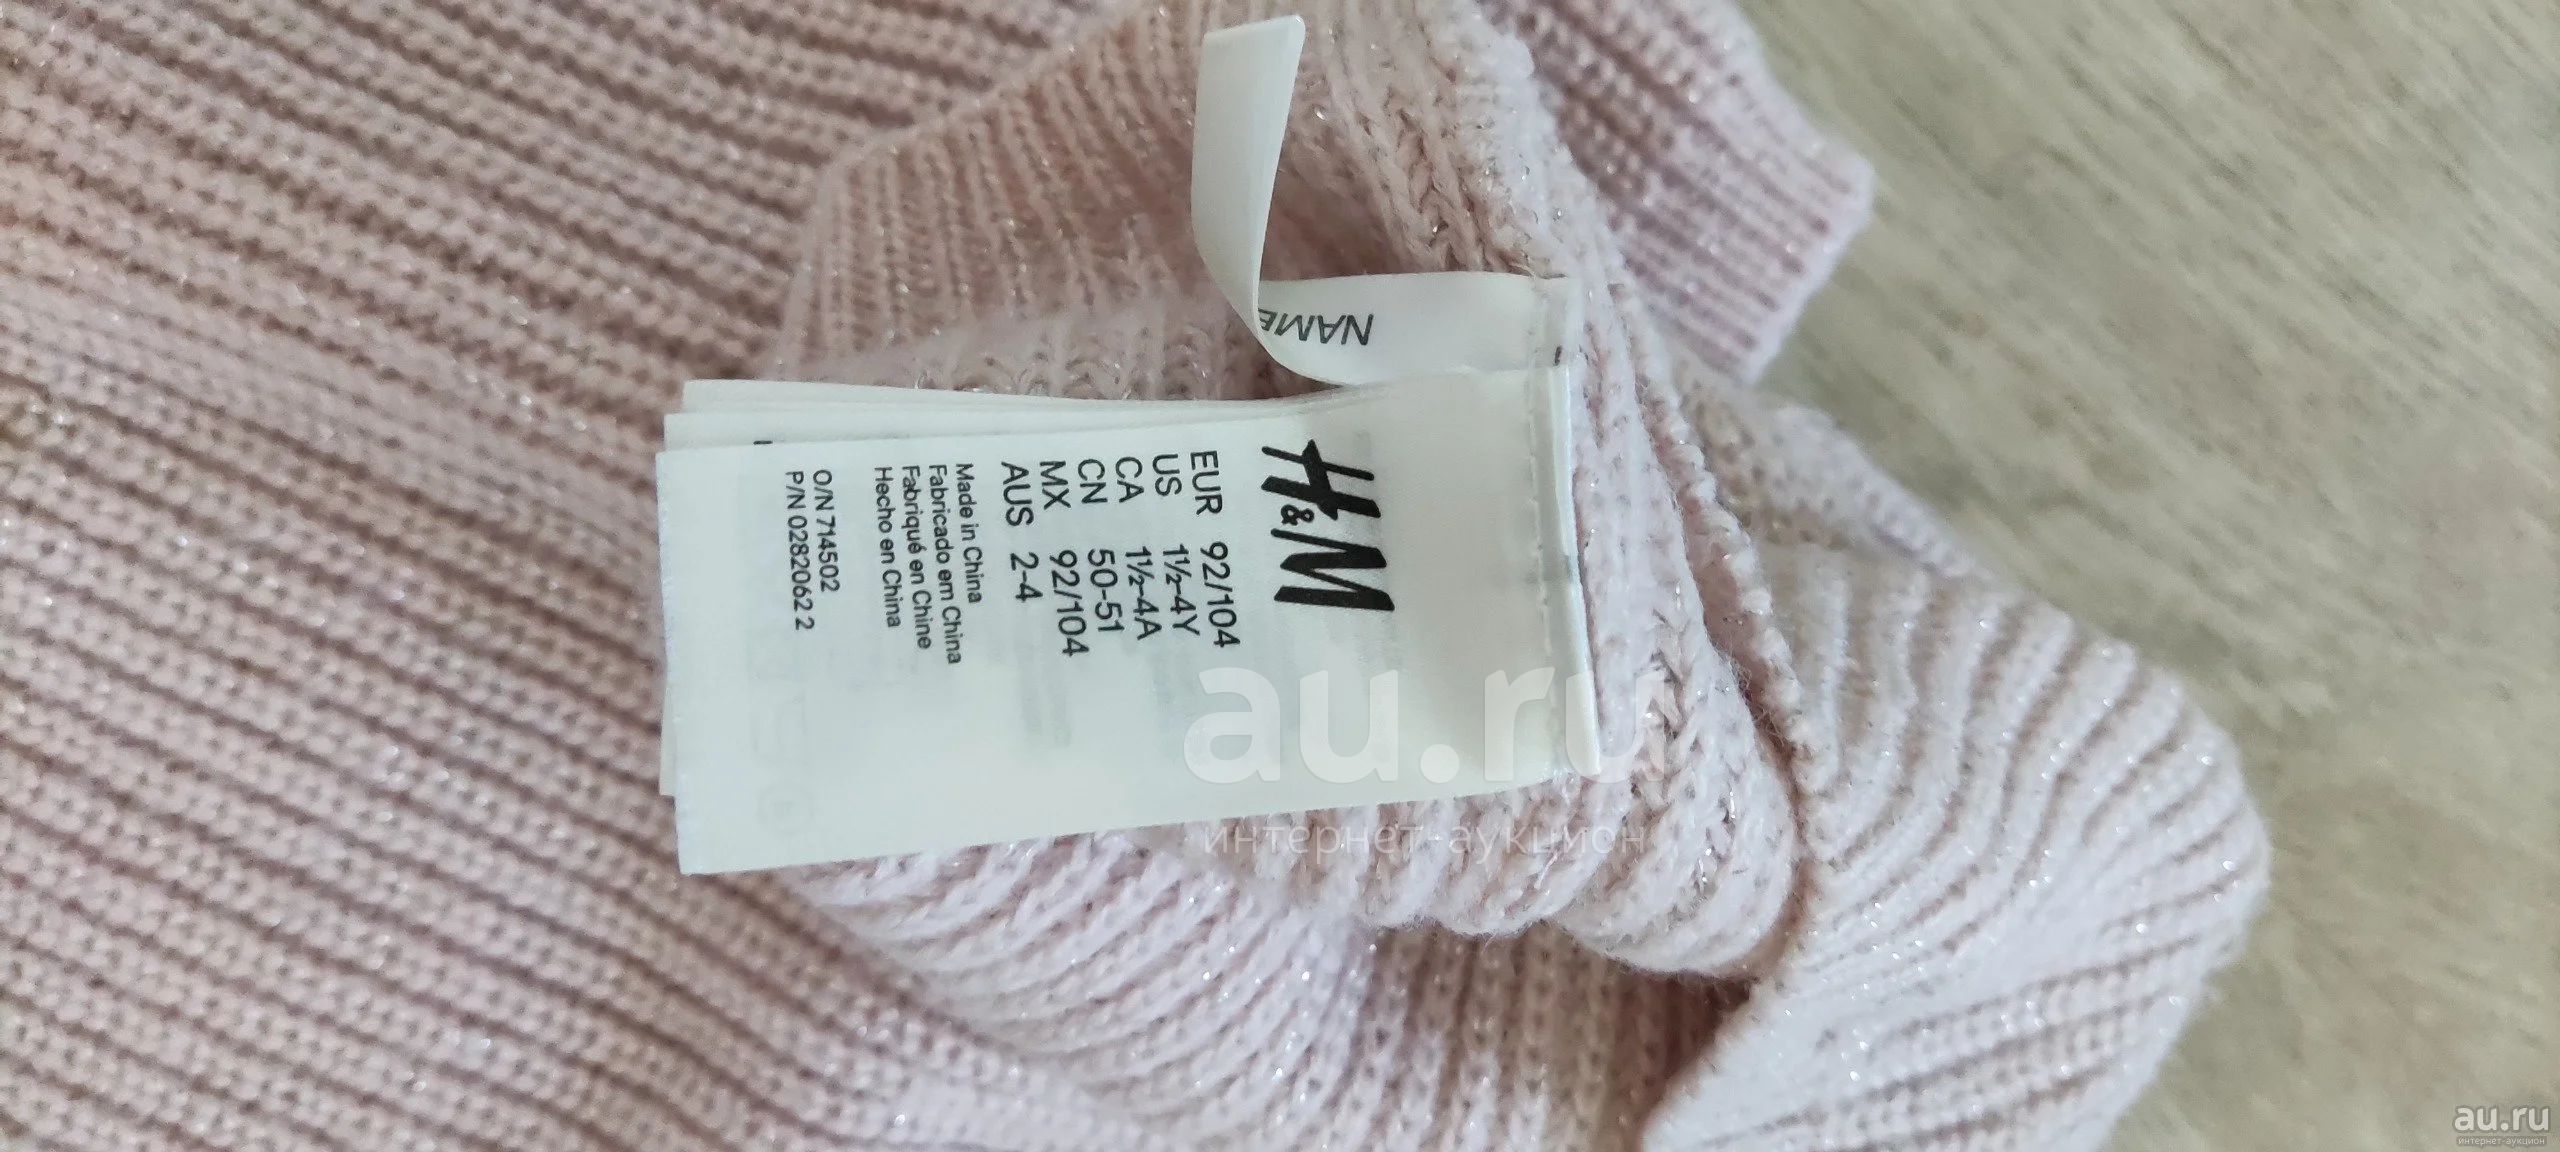 NAME
H&M
EUR 92/104
US 1½-4Y
CA 1½-4A
CN 50-51
MX 92/104
AUS 2-4
Made in China
Fabricado em China
Fabriqué en Chine
Hecho en China
O/N 714502
P/N 0282062 2
au.ru
интернет-аукцион
au.ru
интернет-аукцион